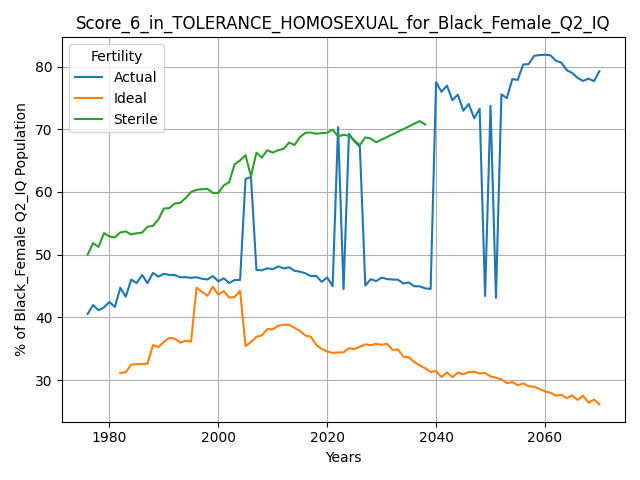 Score_6_in_TOLERANCE_HOMOSEXUAL_for_Black_Female_Q2_IQ
Fertility
Actual
Ideal
Sterile
% of Black_Female Q2_IQ Population
80
70
60
50
40
30
1980
2000
2020
2040
2060
Years